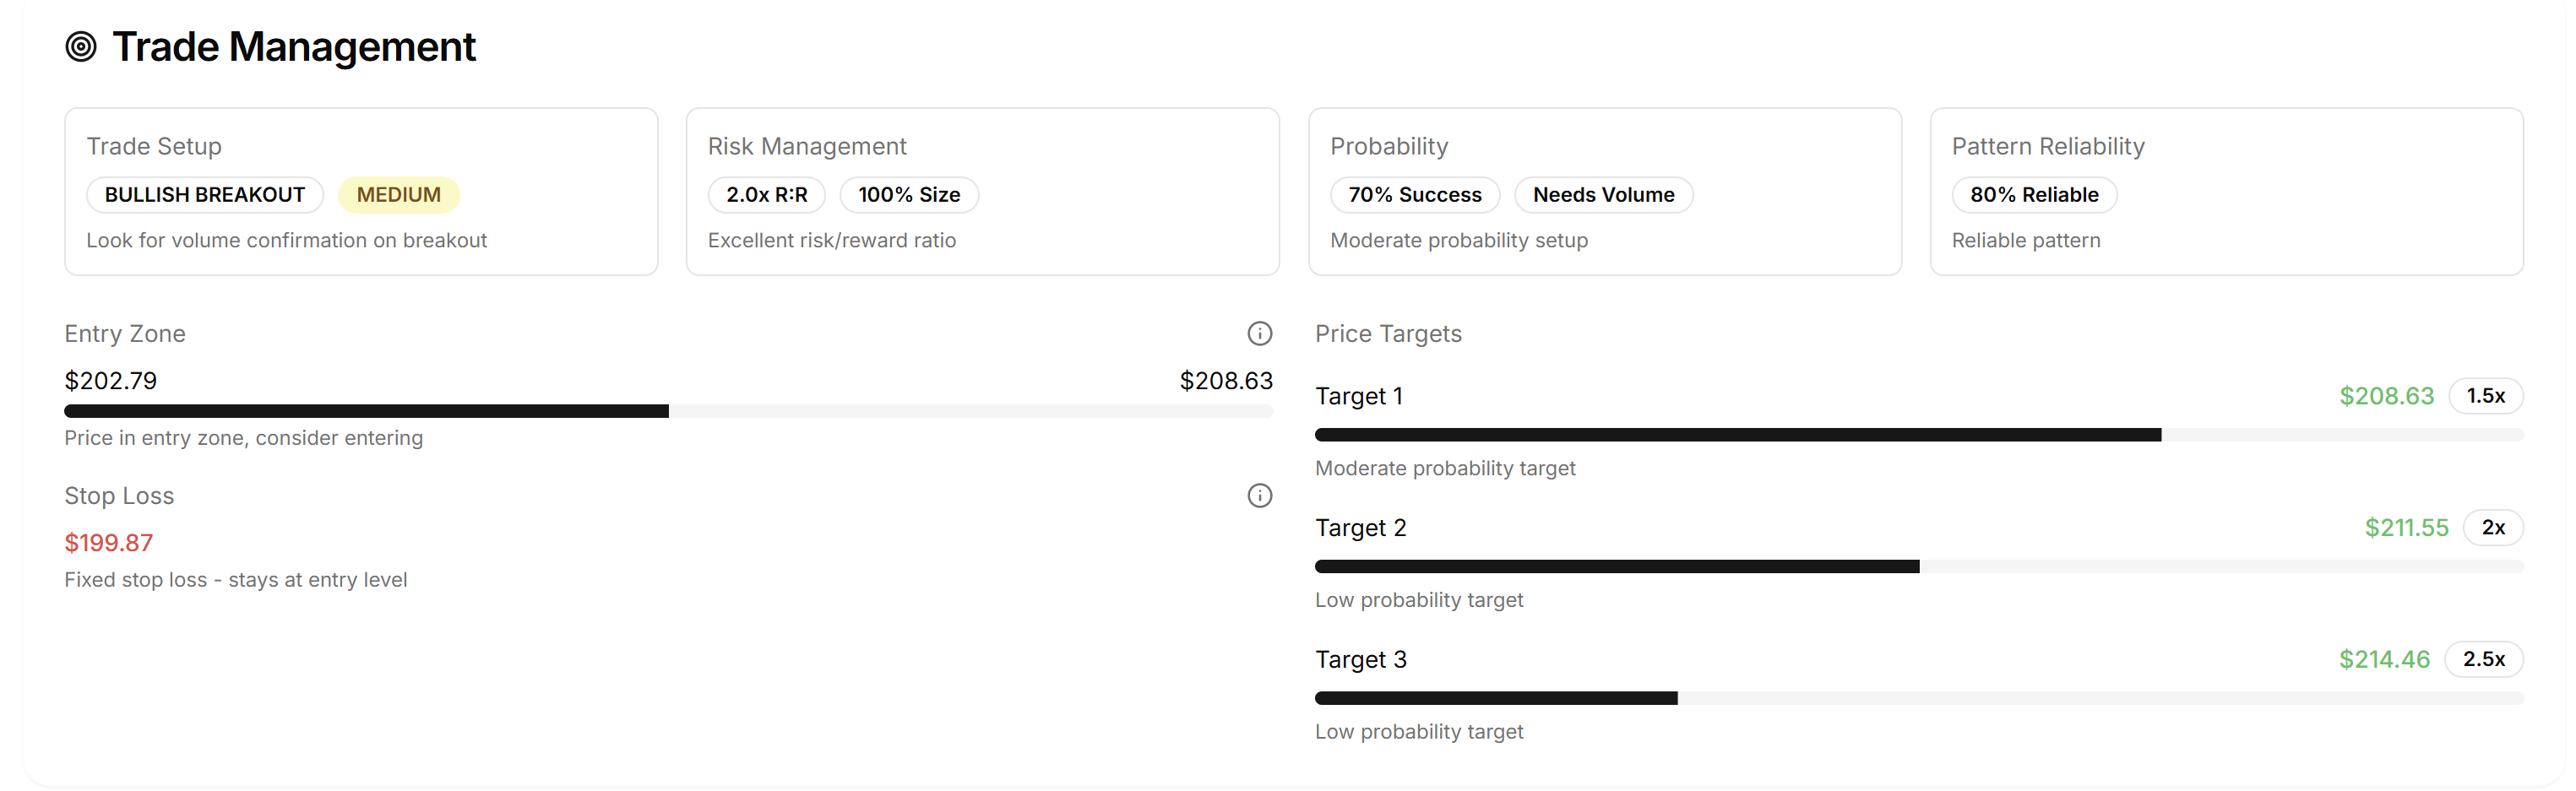 Trade Management
Trade Setup
BULLISH BREAKOUT MEDIUM
Look for volume confirmation on breakout
Risk Management
2.0x R:R 100% Size
Excellent risk/reward ratio
Probability
70% Success Needs Volume
Moderate probability setup
Pattern Reliability
80% Reliable
Reliable pattern
Entry Zone
$202.79 $208.63
Price in entry zone, consider entering
Stop Loss
$199.87
Fixed stop loss - stays at entry level
Price Targets
Target 1 $208.63 1.5x
Moderate probability target
Target 2 $211.55 2x
Low probability target
Target 3 $214.46 2.5x
Low probability target